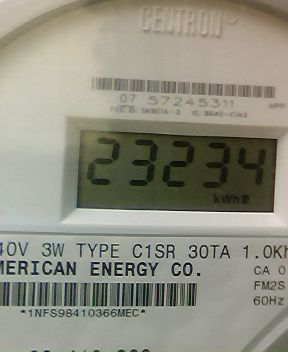 CENTRON
07 57245311
23234
kWh
40V 3W TYPE C1SR 30TA 1.0Kh
MERICAN ENERGY CO.
CA 0
FM2S
60Hz
*1NFS98410366MEC*